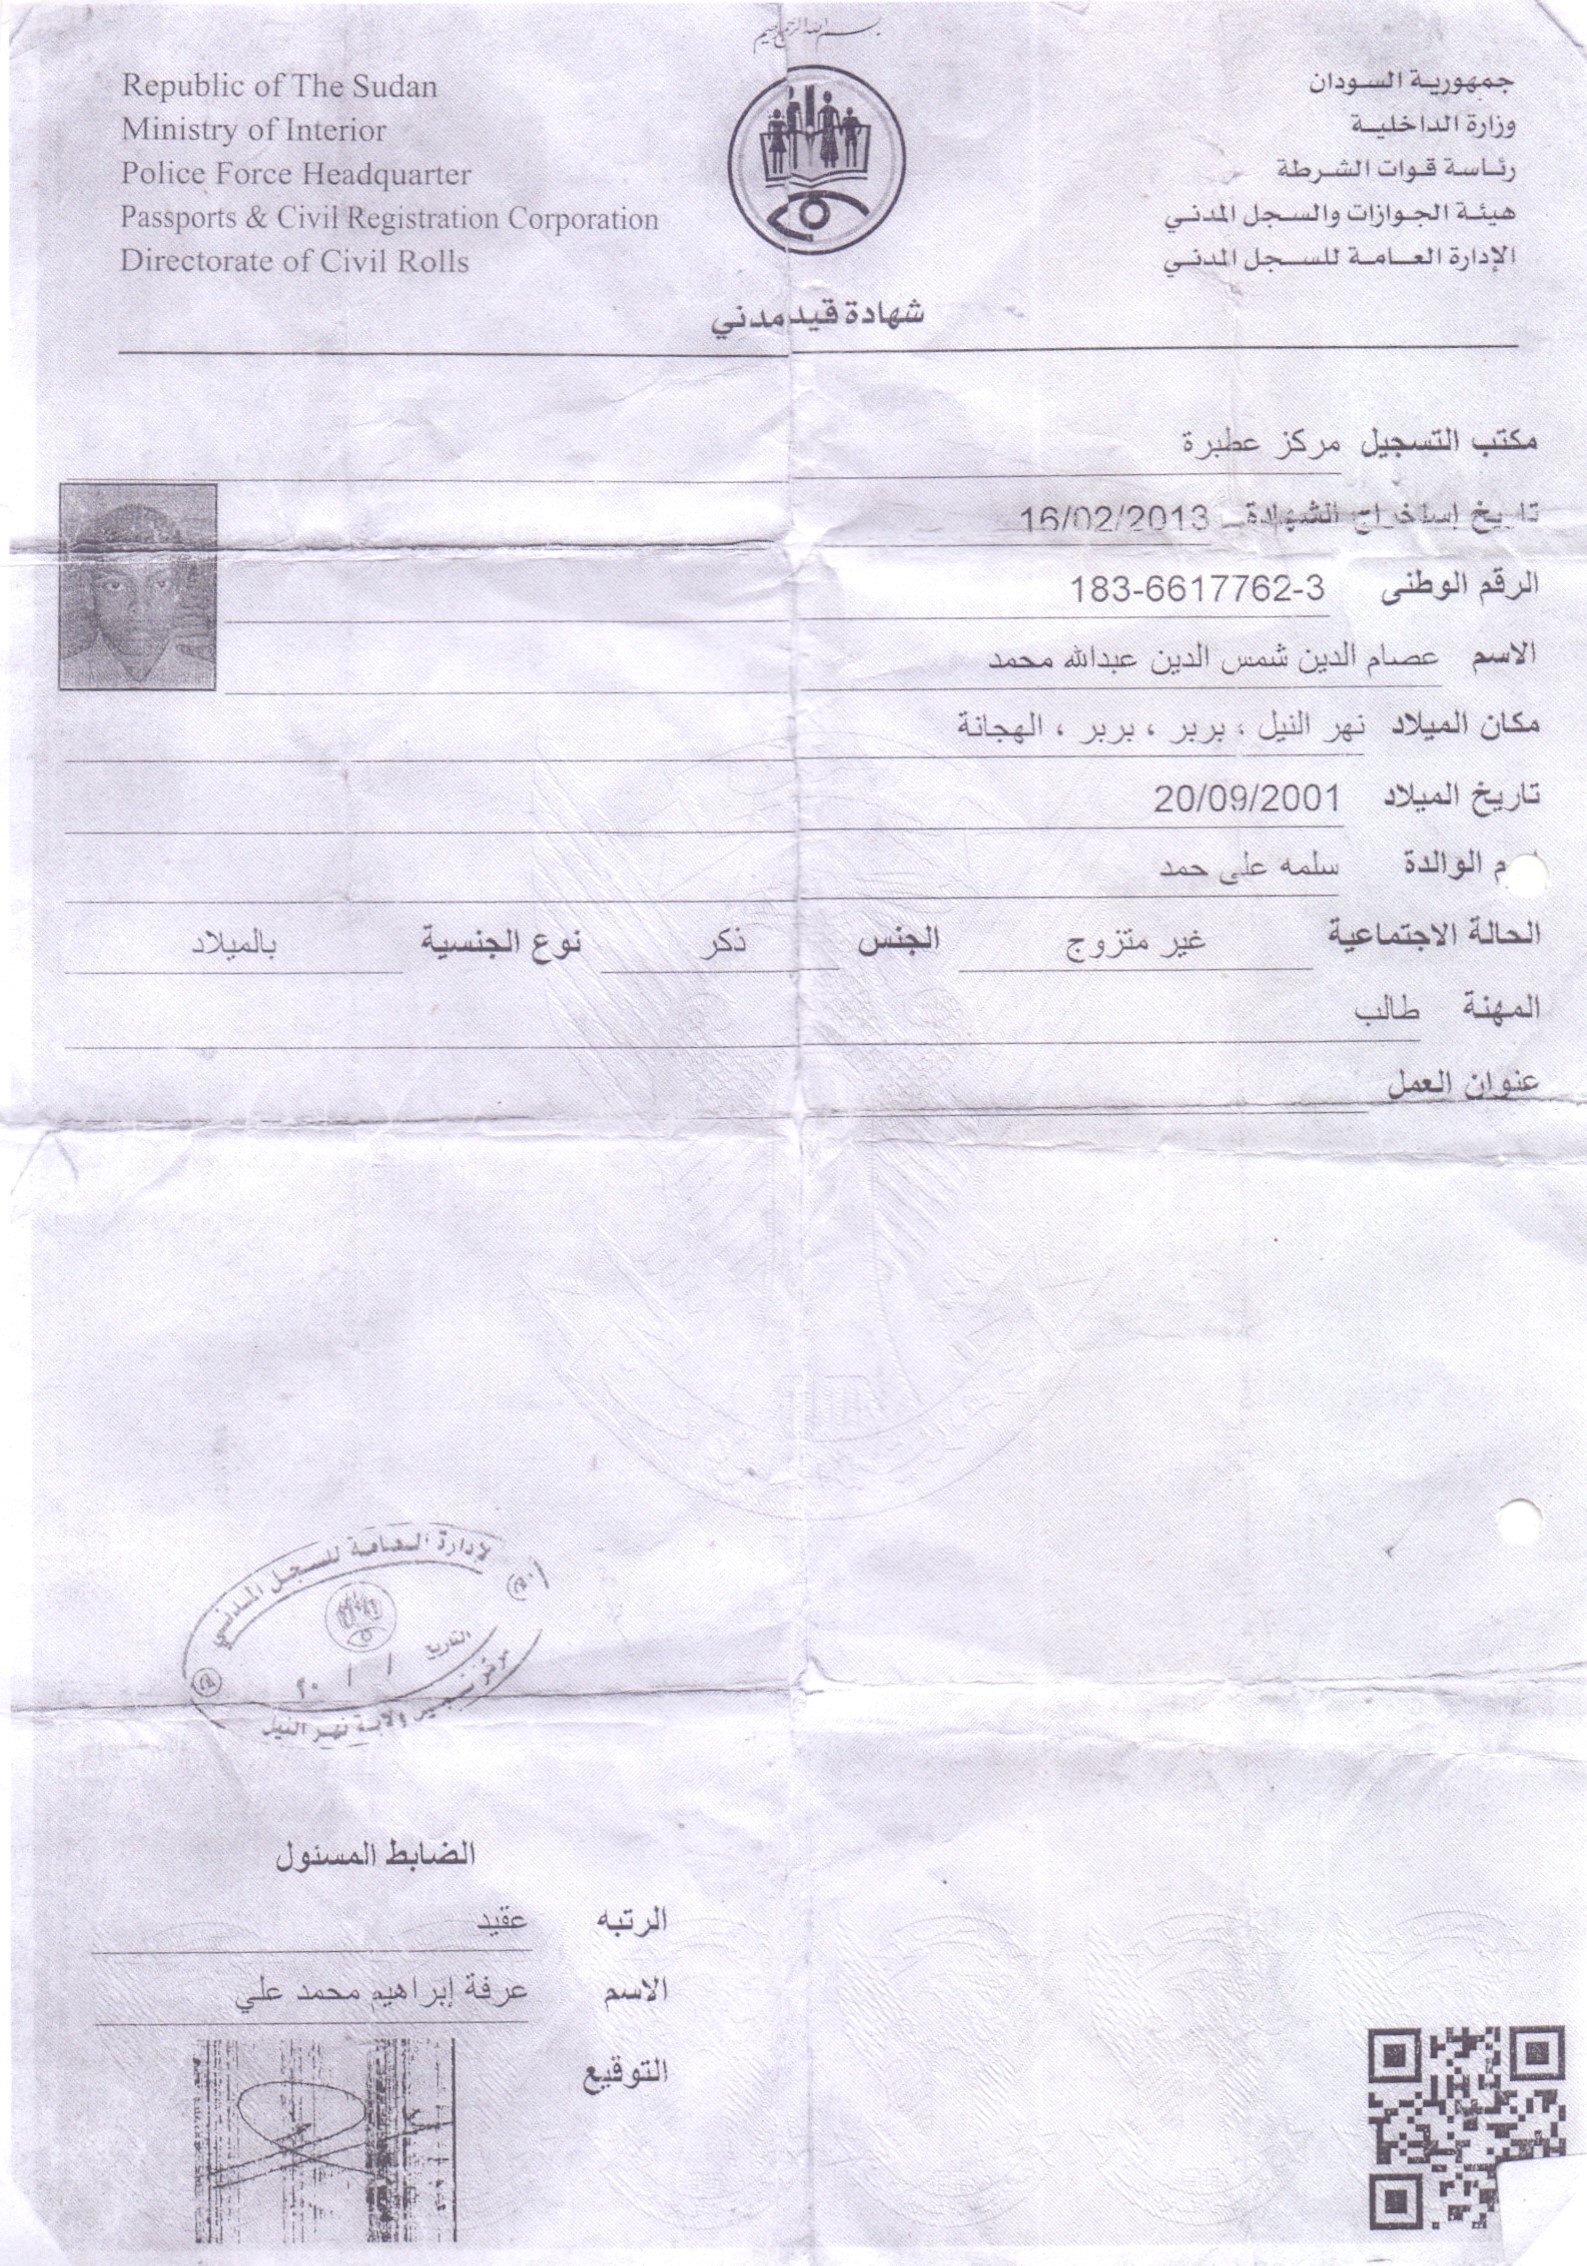 بسم الله الرحمن الرحيم
Republic of The Sudan
Ministry of Interior
Police Force Headquarter
Passports & Civil Registration Corporation
Directorate of Civil Rolls
جمهورية السودان
وزارة الداخلية
رئاسة قوات الشرطة
هيئة الجوازات والسجل المدني
الإدارة العامة للسجل المدني
شهادة قيد مدني
مكتب التسجيل مركز عطبرة
تاريخ إستخراج الشهادة 16/02/2013
الرقم الوطنى 183-6617762-3
الاسم عصام الدين شمس الدين عبدالله محمد
مكان الميلاد نهر النيل ، بربر ، بربر ، الهجانة
تاريخ الميلاد 20/09/2001
م الوالدة سلمه على حمد
الحالة الاجتماعية غير متزوج الجنس ذكر نوع الجنسية بالميلاد
المهنة طالب
عنوان العمل
لإدارة العامة للسجل المدني
التاريخ / / ٢٠
مركز ولاية نهر النيل
الضابط المسئول
الرتبه عقيد
الاسم عرفة إبراهيم محمد علي
التوقيع